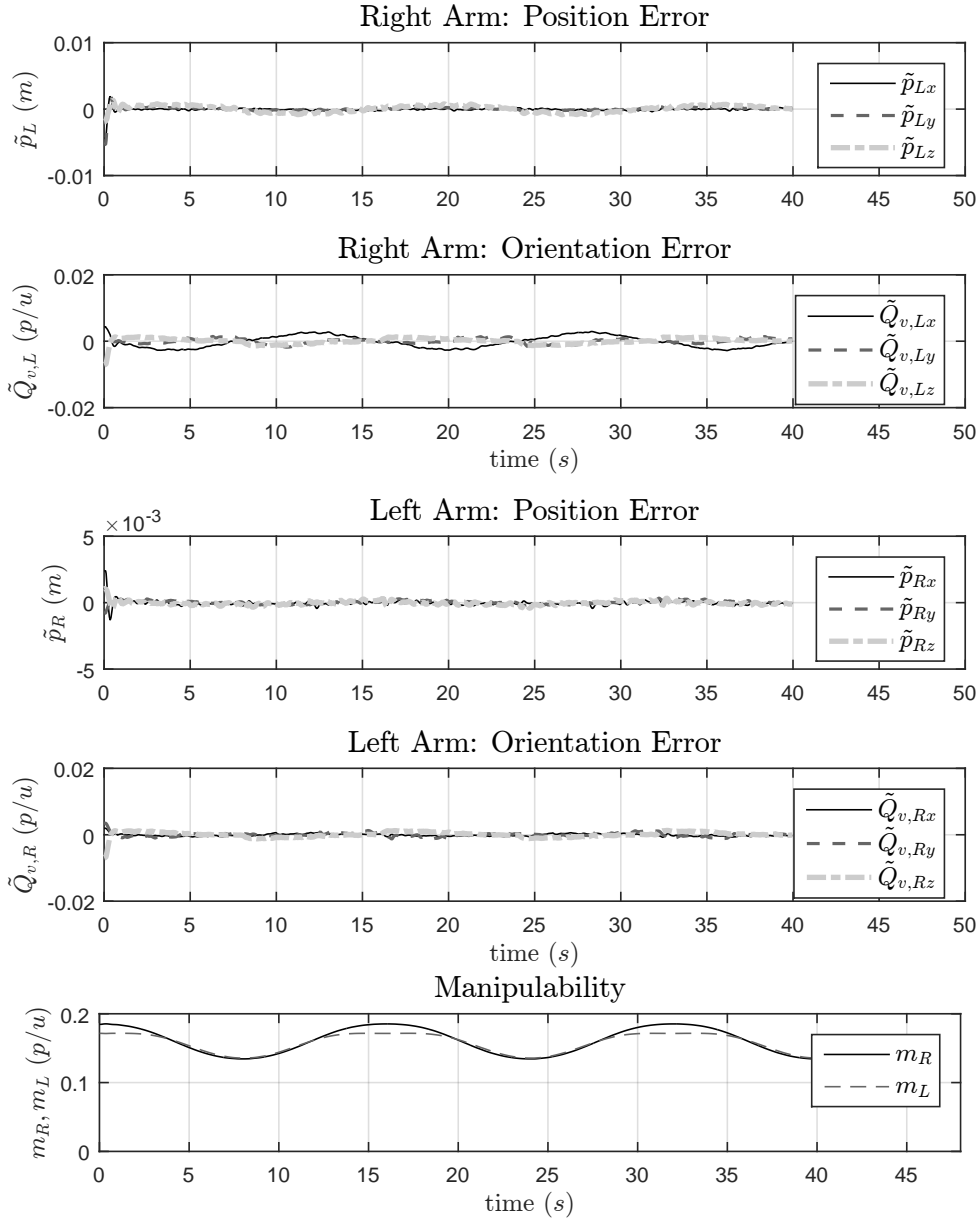 Right Arm: Position Error
p̃_L (m)
0.01
0
-0.01
p̃_Lx
p̃_Ly
p̃_Lz
0 5 10 15 20 25 30 35 40 45 50
Right Arm: Orientation Error
Q̃_v,L (p/u)
0.02
0
-0.02
Q̃_v,Lx
Q̃_v,Ly
Q̃_v,Lz
0 5 10 15 20 25 30 35 40 45 50
time (s)
Left Arm: Position Error
×10^-3
p̃_R (m)
5
0
-5
p̃_Rx
p̃_Ry
p̃_Rz
0 5 10 15 20 25 30 35 40 45 50
Left Arm: Orientation Error
Q̃_v,R (p/u)
0.02
0
-0.02
Q̃_v,Rx
Q̃_v,Ry
Q̃_v,Rz
0 5 10 15 20 25 30 35 40 45 50
time (s)
Manipulability
m_R, m_L (p/u)
0.2
0.1
0
m_R
m_L
0 5 10 15 20 25 30 35 40 45
time (s)